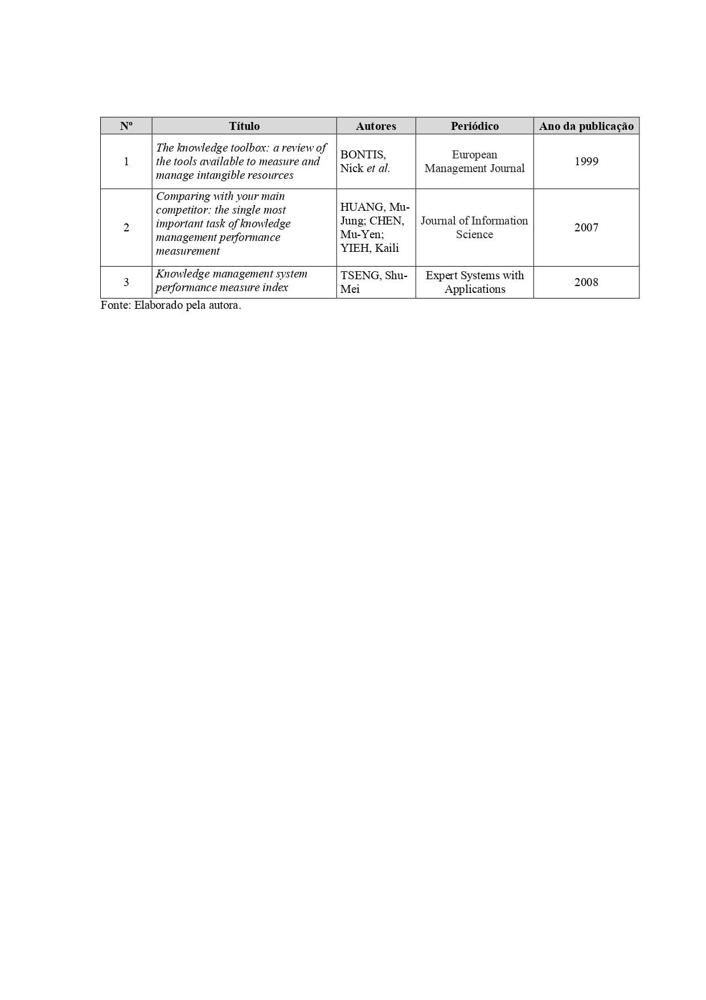 Nº Título Autores Periódico Ano da publicação
1
The knowledge toolbox: a review of
the tools available to measure and
manage intangible resources
BONTIS,
Nick et al.
European
Management Journal
1999
2
Comparing with your main
competitor: the single most
important task of knowledge
management performance
measurement
HUANG, Mu-
Jung; CHEN,
Mu-Yen;
YIEH, Kaili
Journal of Information
Science
2007
3
Knowledge management system
performance measure index
TSENG, Shu-
Mei
Expert Systems with
Applications
2008
Fonte: Elaborado pela autora.